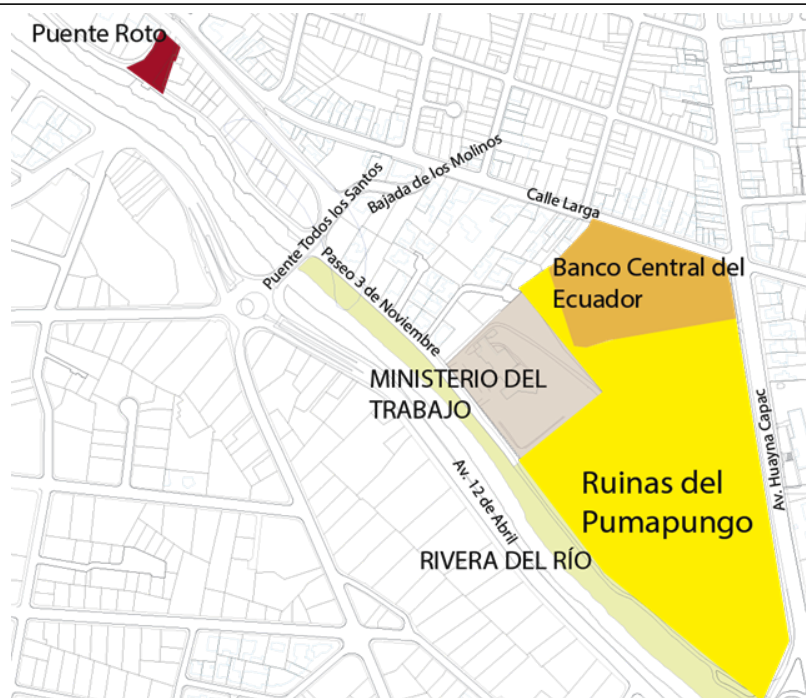 Puente Roto
Puente Todos los Santos
Bajada de los Molinos
Calle Larga
Paseo 3 de Noviembre
Banco Central del
Ecuador
MINISTERIO DEL
TRABAJO
Av. Huayna Capac
Av. 12 de Abril
Ruinas del
Pumapungo
RIVERA DEL RÍO